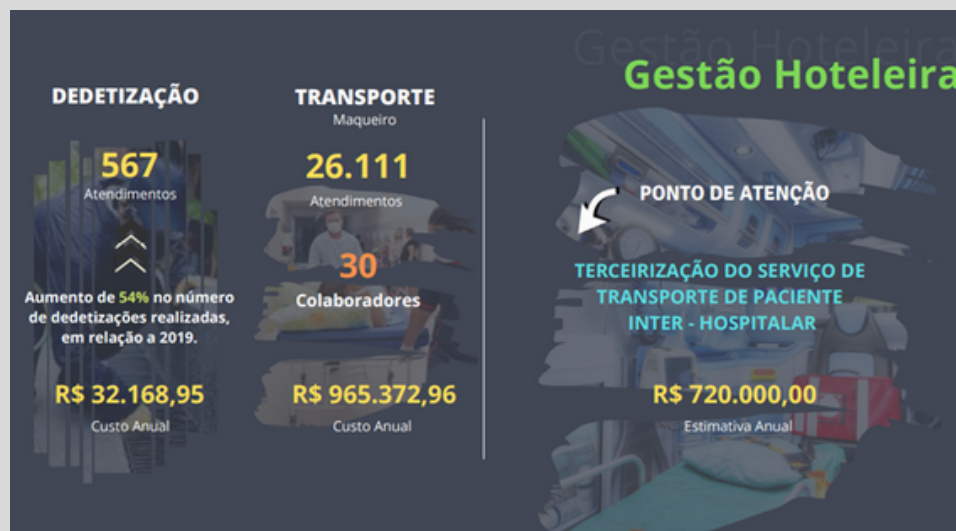 Gestão Hoteleira
Gestão Hoteleira
DEDETIZAÇÃO
567
Atendimentos
Aumento de 54% no número
de dedetizações realizadas,
em relação a 2019.
R$ 32.168,95
Custo Anual
TRANSPORTE
Maqueiro
26.111
Atendimentos
30
Colaboradores
R$ 965.372,96
Custo Anual
PONTO DE ATENÇÃO
TERCEIRIZAÇÃO DO SERVIÇO DE
TRANSPORTE DE PACIENTE
INTER - HOSPITALAR
R$ 720.000,00
Estimativa Anual